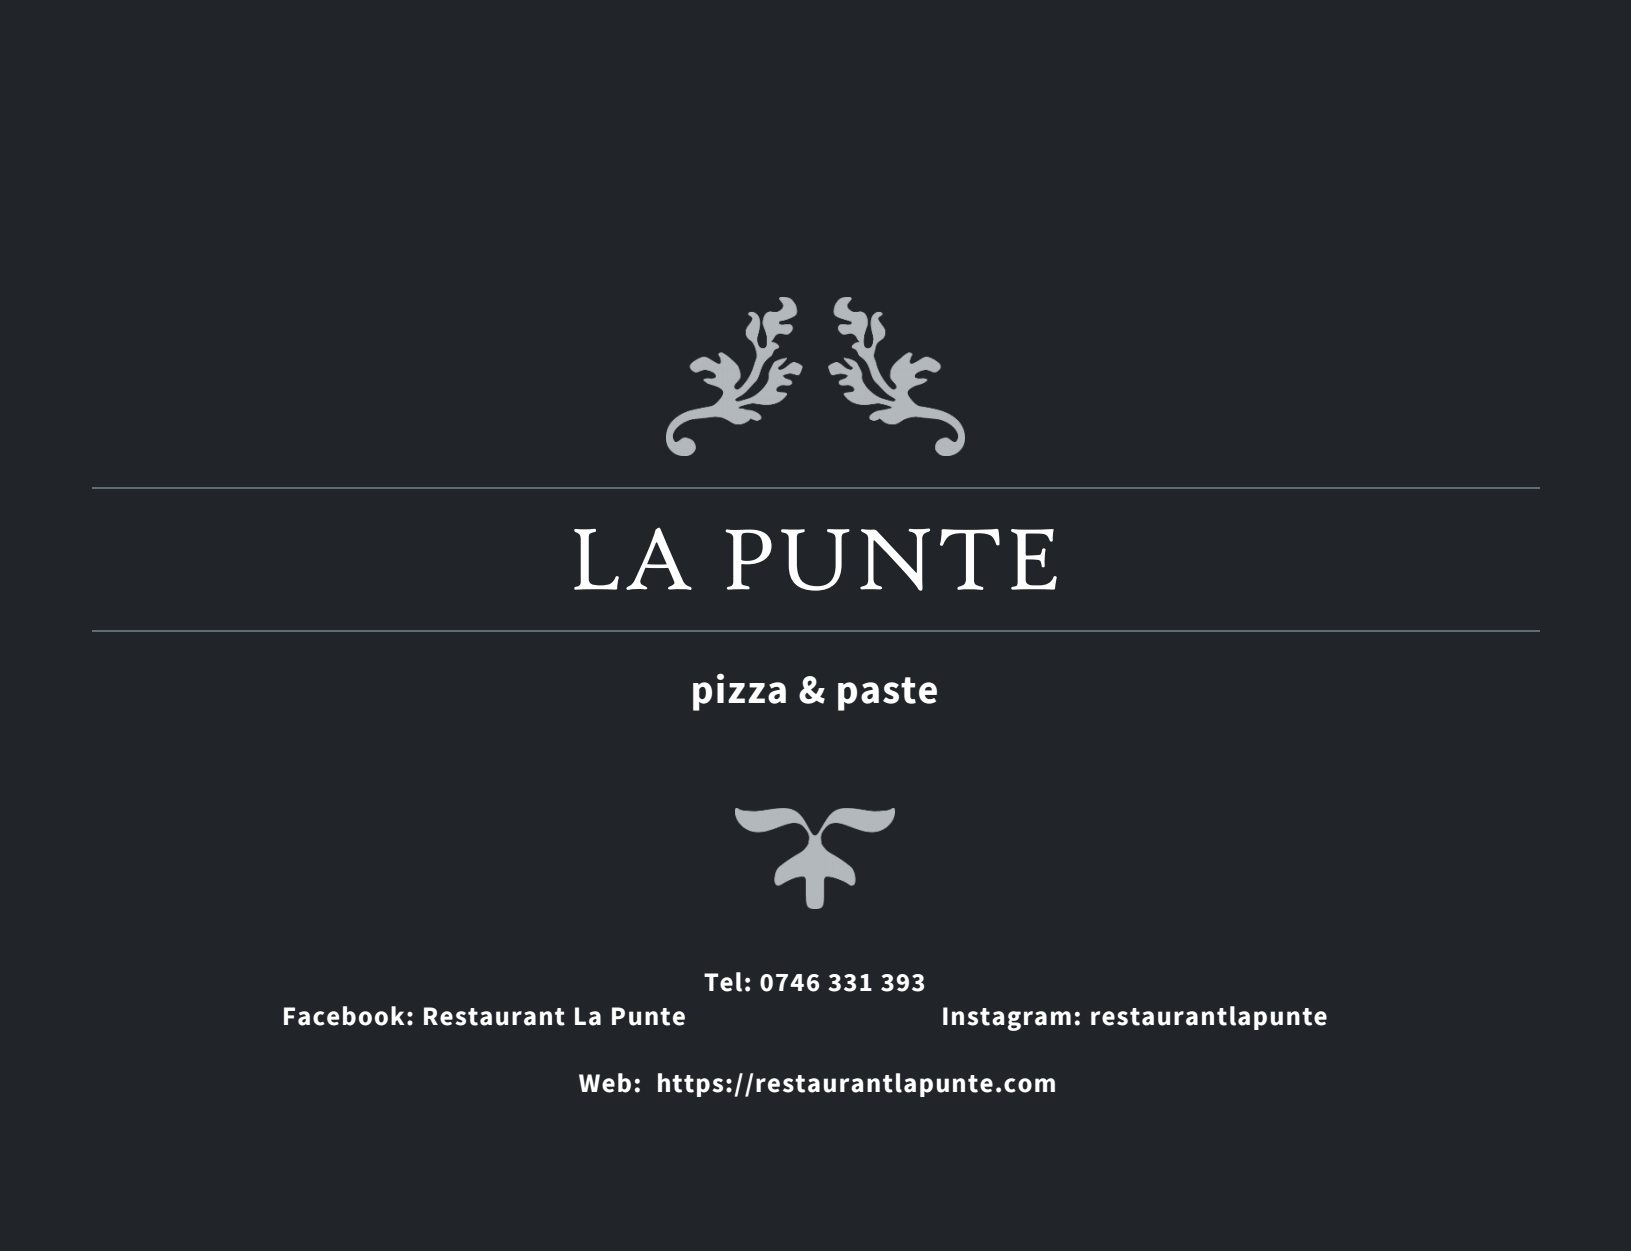 LA PUNTE
pizza & paste
Tel: 0746 331 393
Facebook: Restaurant La Punte
Instagram: restaurantlapunte
Web: https://restaurantlapunte.com